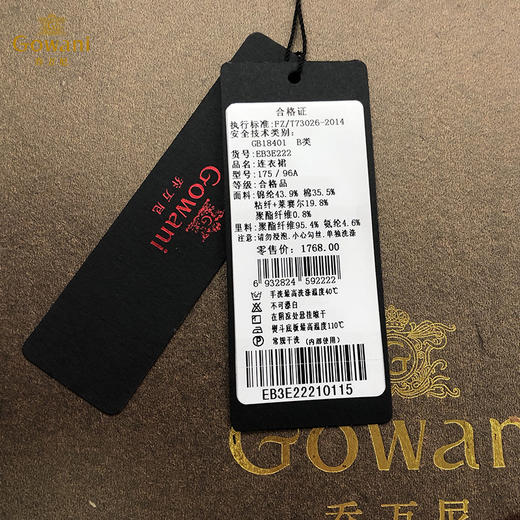 Gowani
乔万尼
Gowani
乔万尼
合格证
执行标准:FZ/T73026-2014
安全技术类别:
GB18401 B类
货号:EB3E222
品名:连衣裙
型号:175/96A
等级:合格品
面料:锦纶43.9% 棉35.5%
粘纤+莱赛尔19.8%
聚酯纤维0.8%
里料:聚酯纤维95.4% 氨纶4.6%
注意:请勿浸泡.小心勾丝.单独洗涤
零售价: 1768.00
6 932824 592222
手洗最高洗涤温度40℃
不可漂白
在阴凉处悬挂晾干
熨斗底板最高温度110℃
常规干洗 (内部使用)
EB3E22210115
Gowani
乔万尼